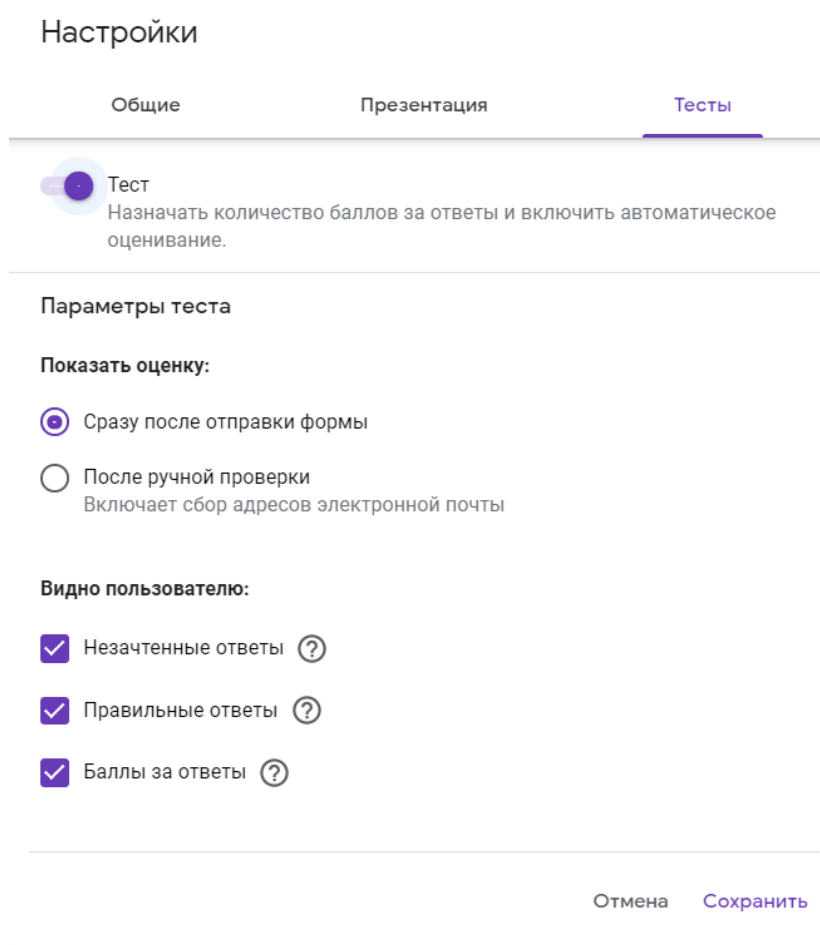 Настройки
Общие Презентация Тесты
Тест
Назначать количество баллов за ответы и включить автоматическое
оценивание.
Параметры теста
Показать оценку:
Сразу после отправки формы
После ручной проверки
Включает сбор адресов электронной почты
Видно пользователю:
Незачтенные ответы ?
Правильные ответы ?
Баллы за ответы ?
Отмена Сохранить